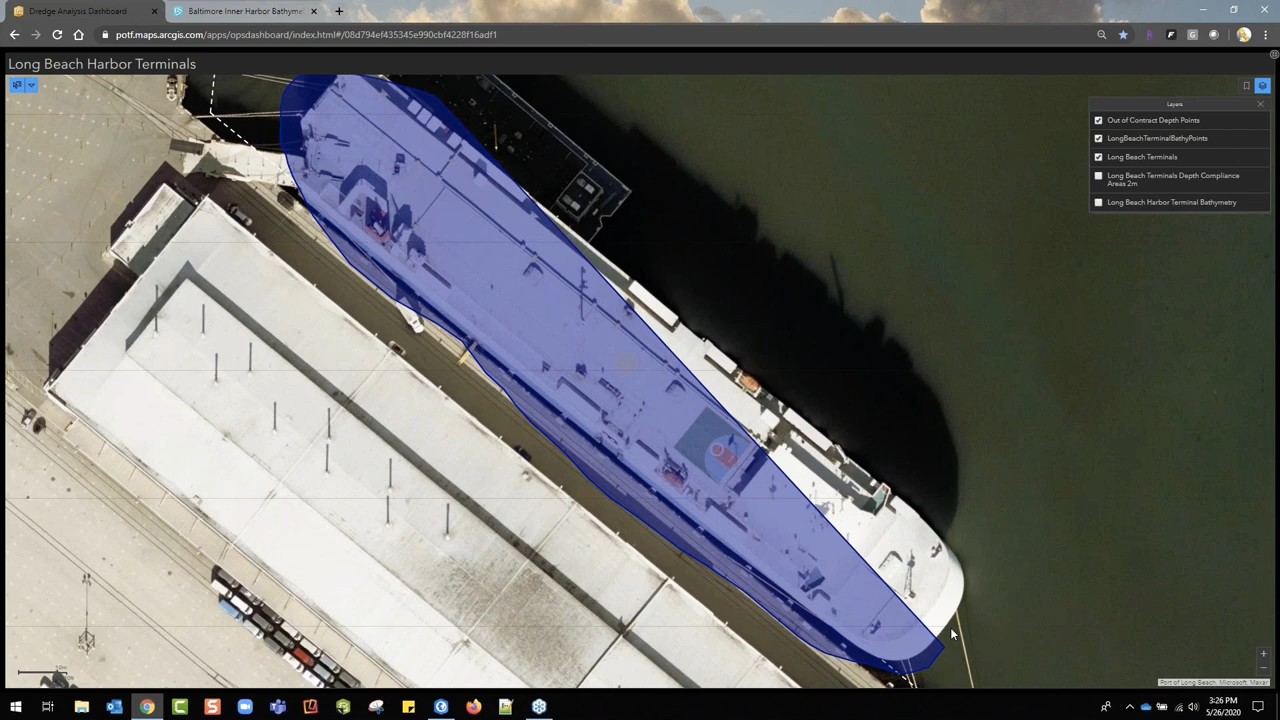 Dredge Analysis Dashboard
Baltimore Inner Harbor Bathyme
potf.maps.arcgis.com/apps/opsdashboard/index.html#/08d794ef435345e990cbf4228f16adf1
Long Beach Harbor Terminals
Layers
Out of Contract Depth Points
LongBeachTerminalBathyPoints
Long Beach Terminals
Long Beach Terminals Depth Compliance
Areas 2m
Long Beach Harbor Terminal Bathymetry
Port of Long Beach, Microsoft, Maxar
3:26 PM
5/26/2020